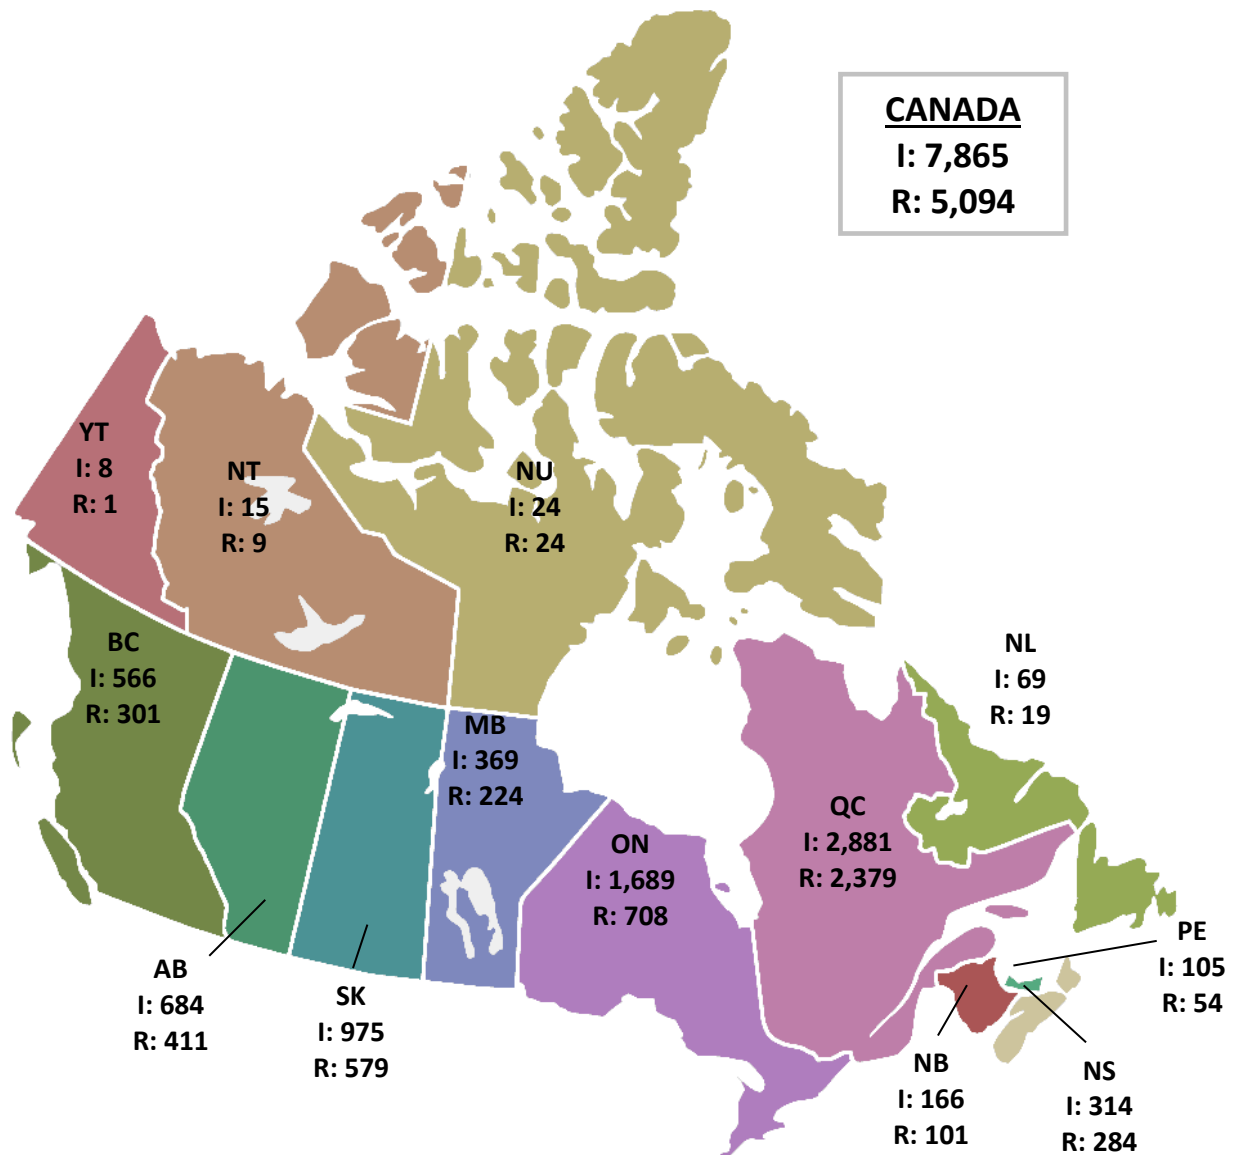 CANADA
I: 7,865
R: 5,094
YT
I: 8
R: 1
NT
I: 15
R: 9
NU
I: 24
R: 24
BC
I: 566
R: 301
NL
I: 69
R: 19
MB
I: 369
R: 224
QC
I: 2,881
R: 2,379
ON
I: 1,689
R: 708
PE
I: 105
R: 54
AB
I: 684
R: 411
SK
I: 975
R: 579
NB
I: 166
R: 101
NS
I: 314
R: 284